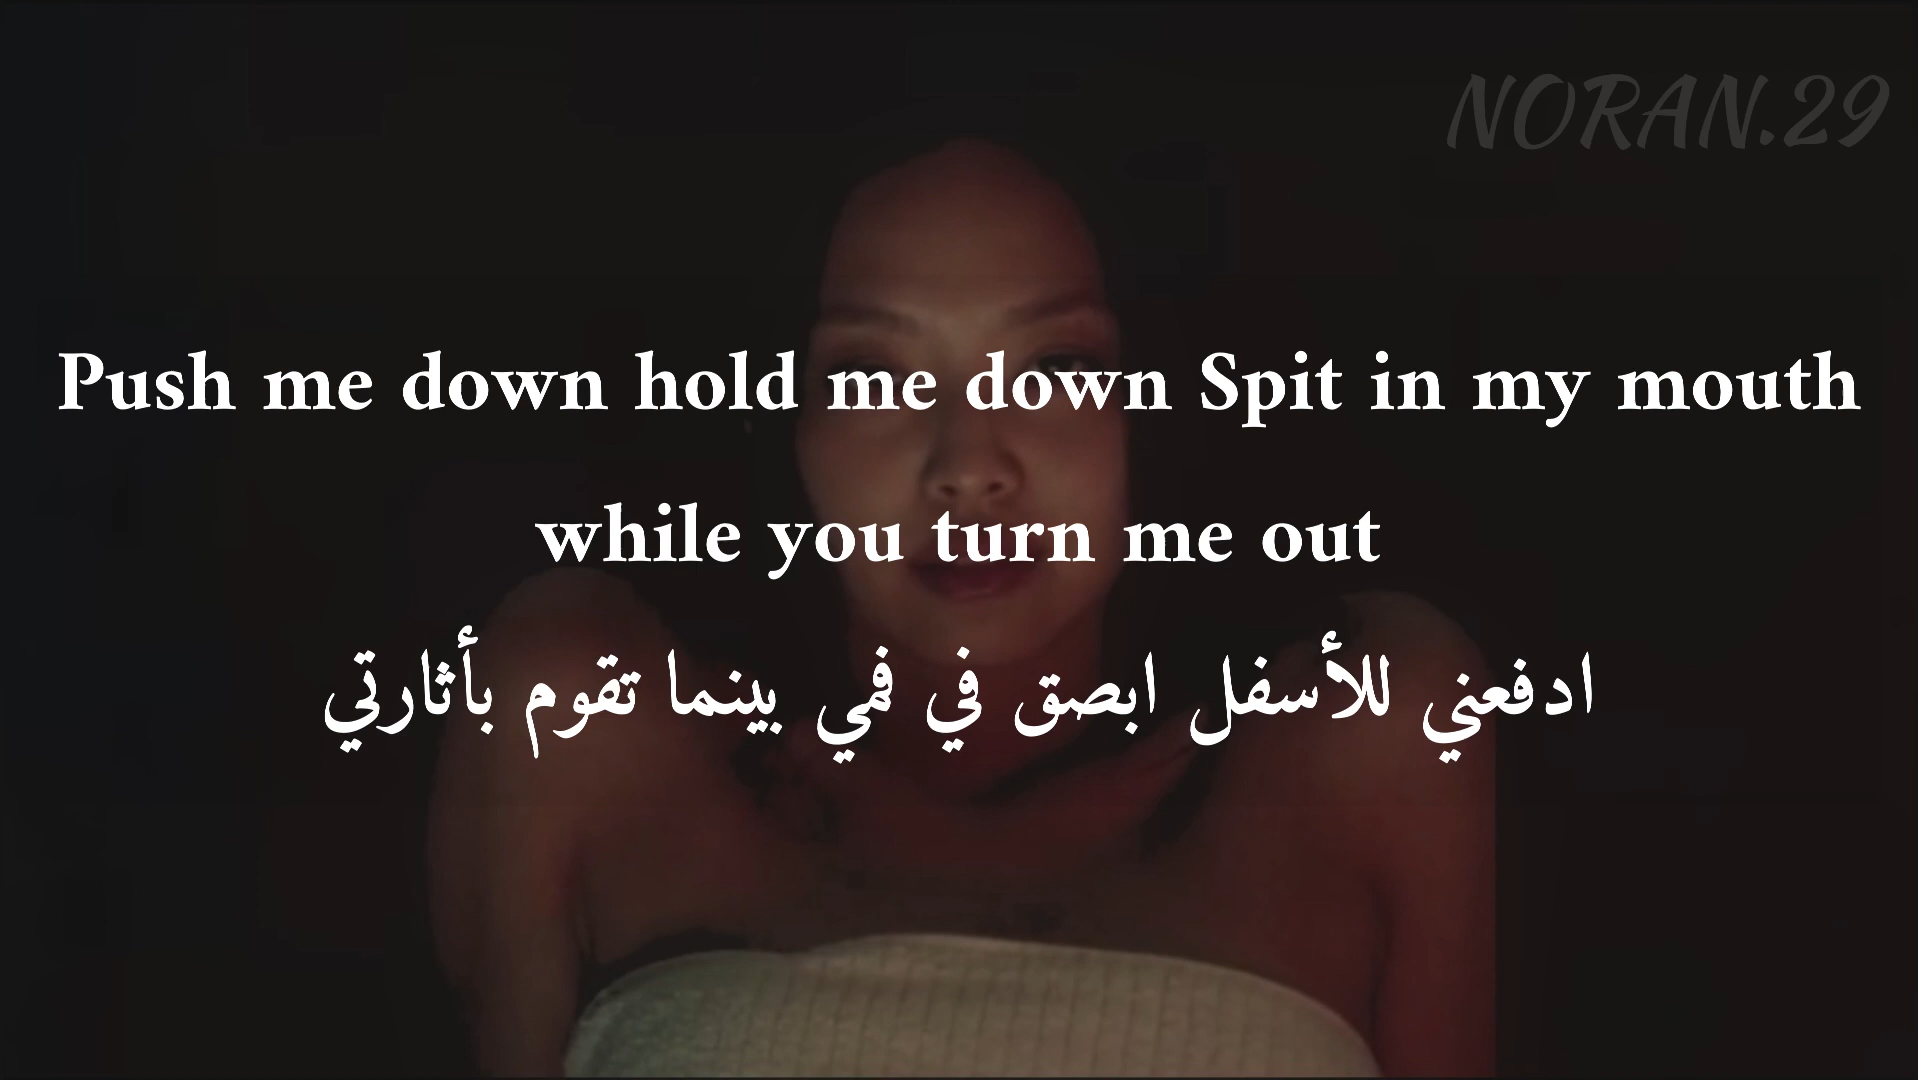 NORAN.29
Push me down hold me down Spit in my mouth
while you turn me out
ادفعني للأسفل ابصق في فمي بينما تقوم بأثارتي